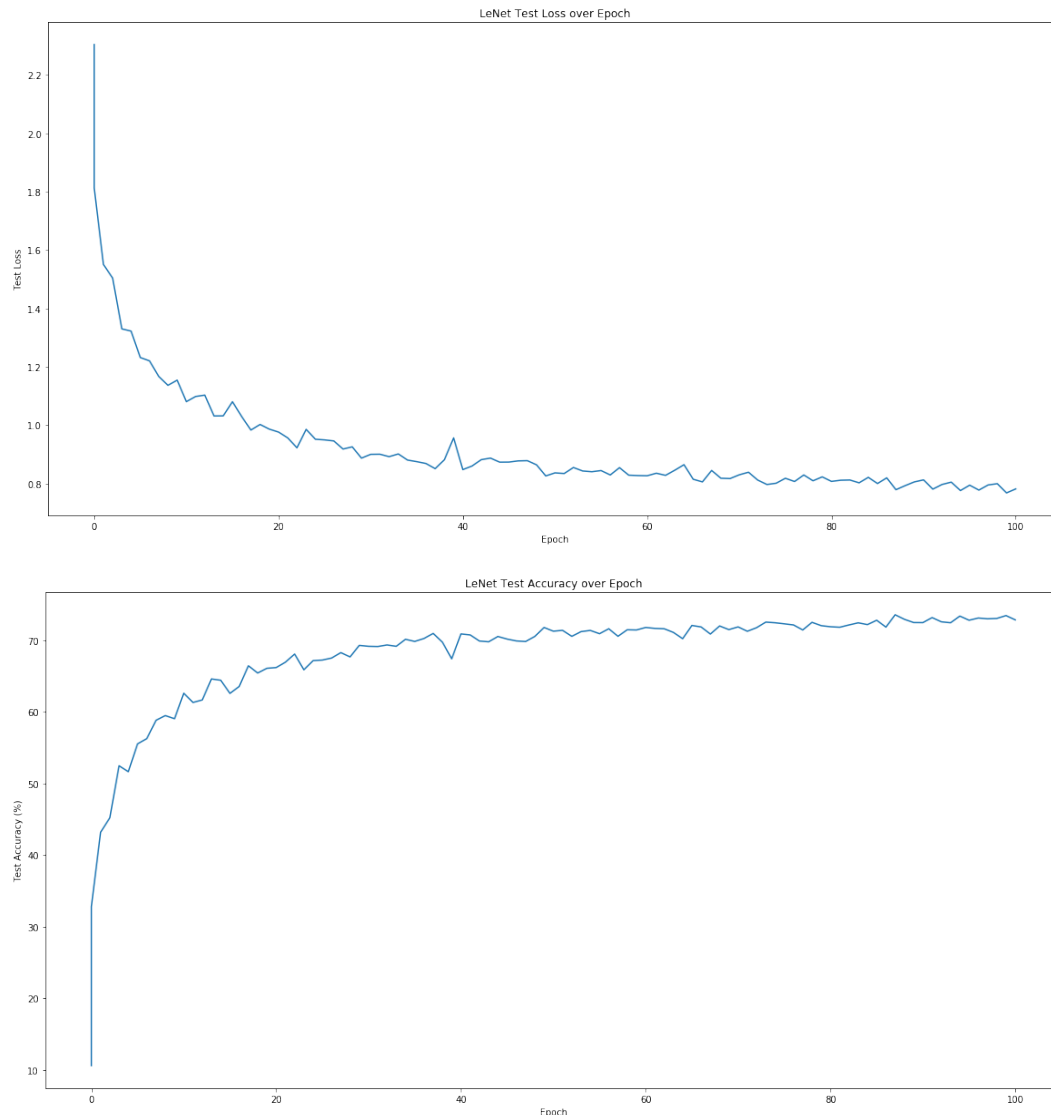 LeNet Test Loss over Epoch
2.2
2.0
1.8
1.6
1.4
1.2
1.0
0.8
Test Loss
0 20 40 60 80 100
Epoch
LeNet Test Accuracy over Epoch
70
60
50
40
30
20
10
Test Accuracy (%)
0 20 40 60 80 100
Epoch